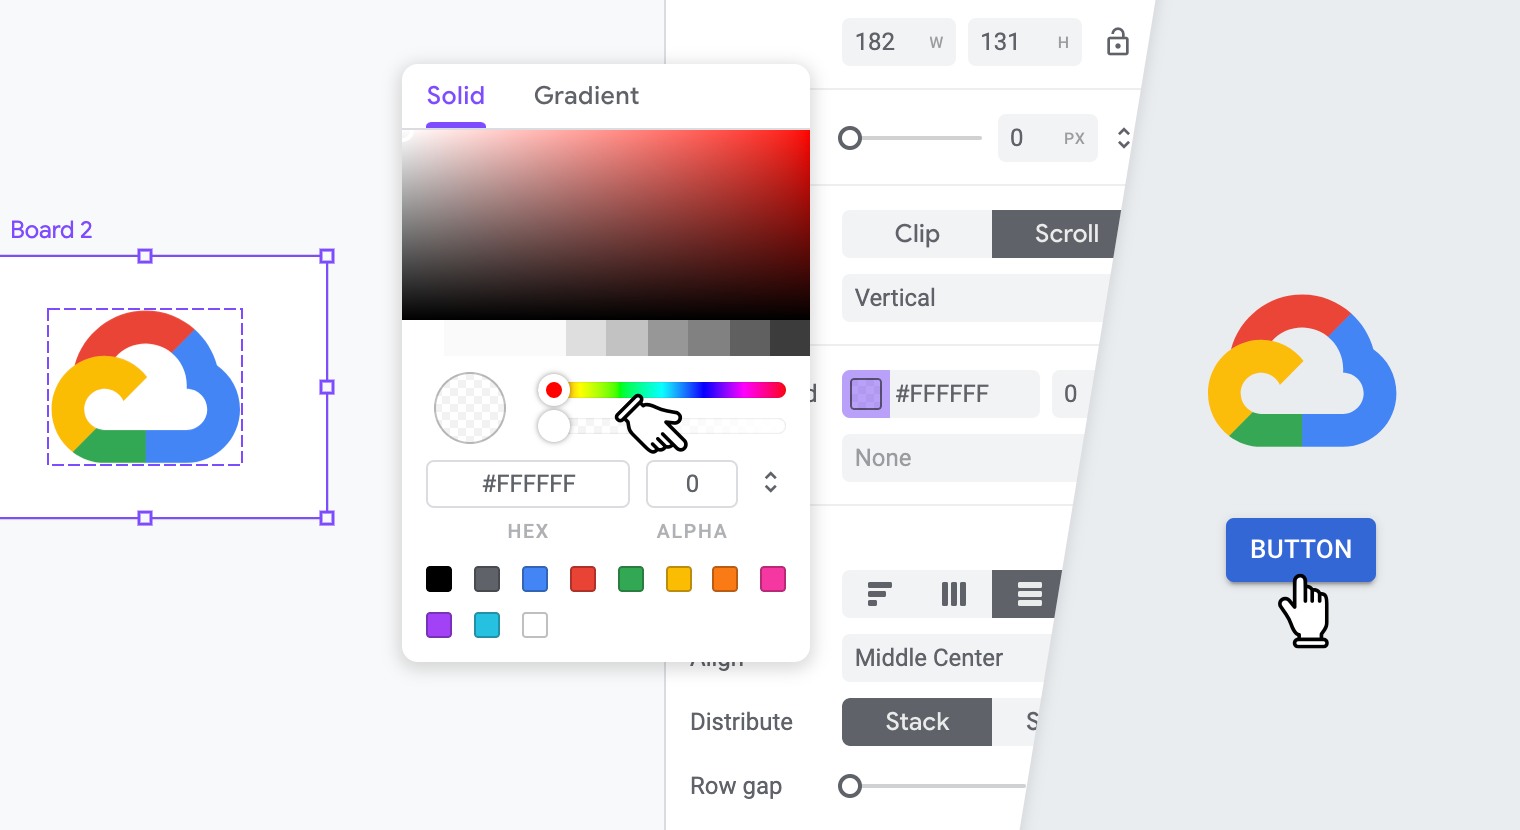 182 W
131 H
Solid
Gradient
0 PX
Board 2
Clip
Scroll
Vertical
#FFFFFF
0
None
#FFFFFF
0
HEX
ALPHA
BUTTON
Align
Middle Center
Distribute
Stack
S
Row gap